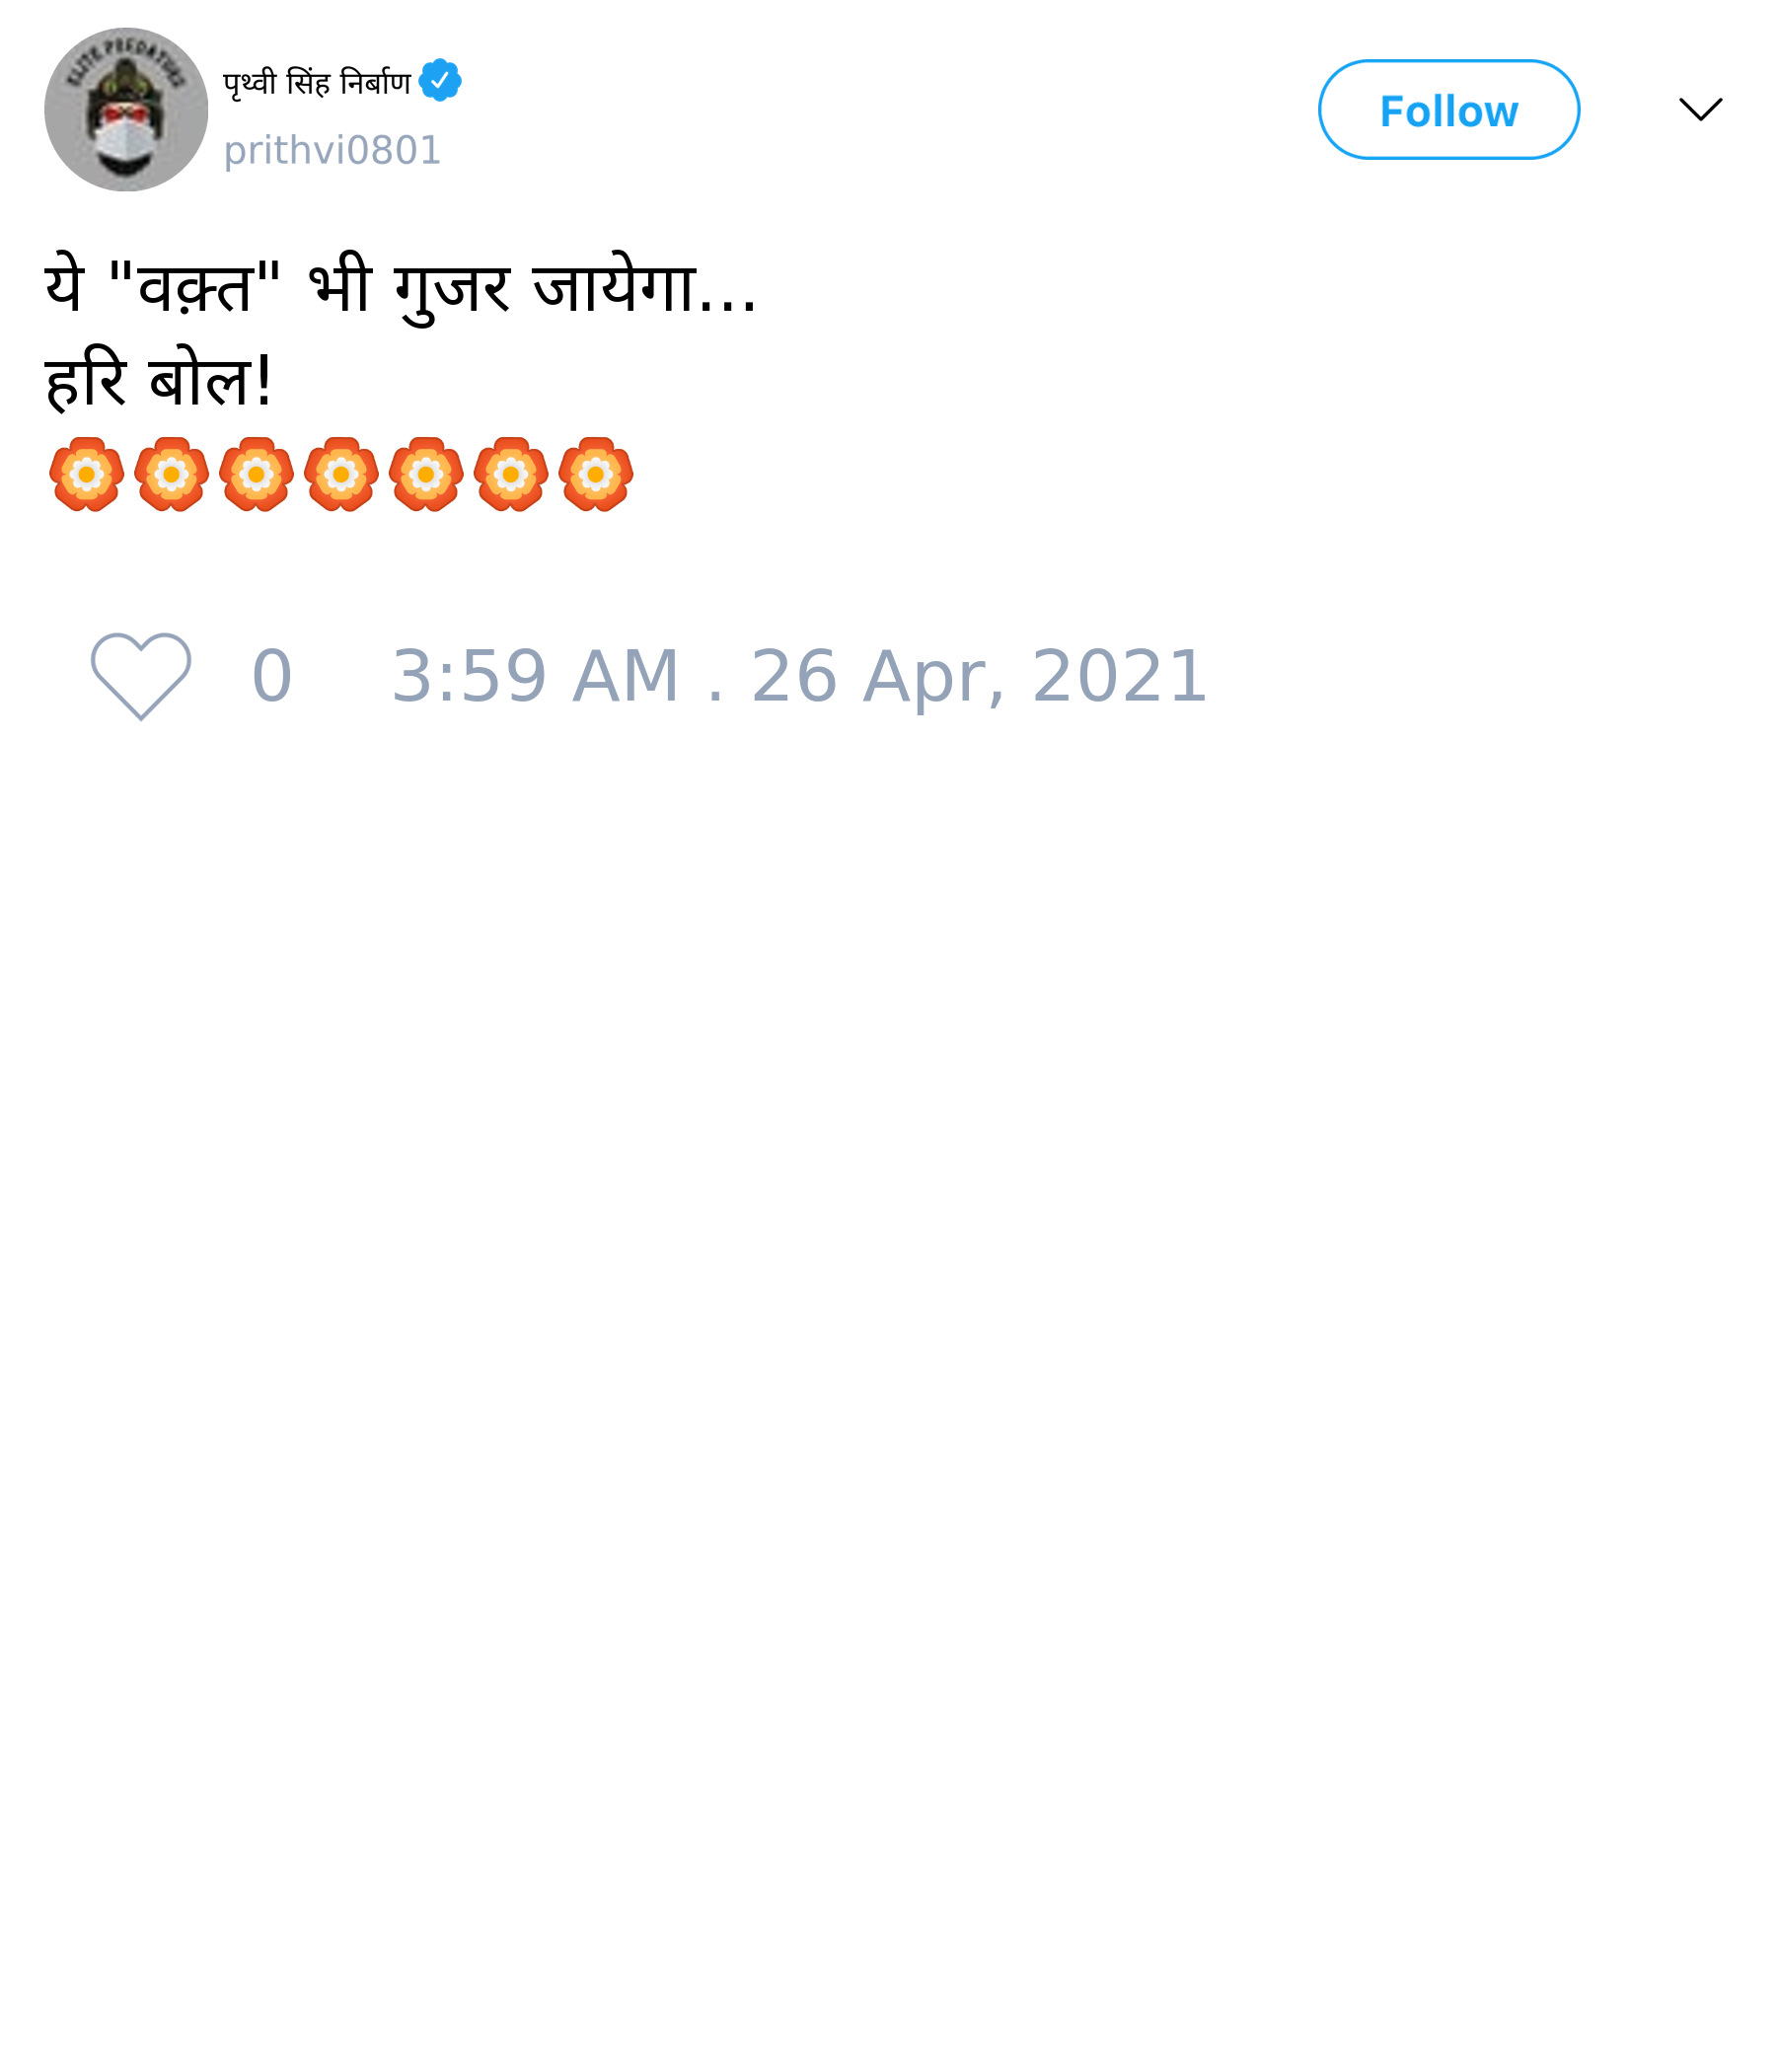 ELITE PREDATORS
पृथ्वी सिंह निर्बाण
prithvi0801
Follow
ये "वक़्त" भी गुजर जायेगा...
हरि बोल!
🏵🏵🏵🏵🏵🏵🏵
0 3:59 AM . 26 Apr, 2021